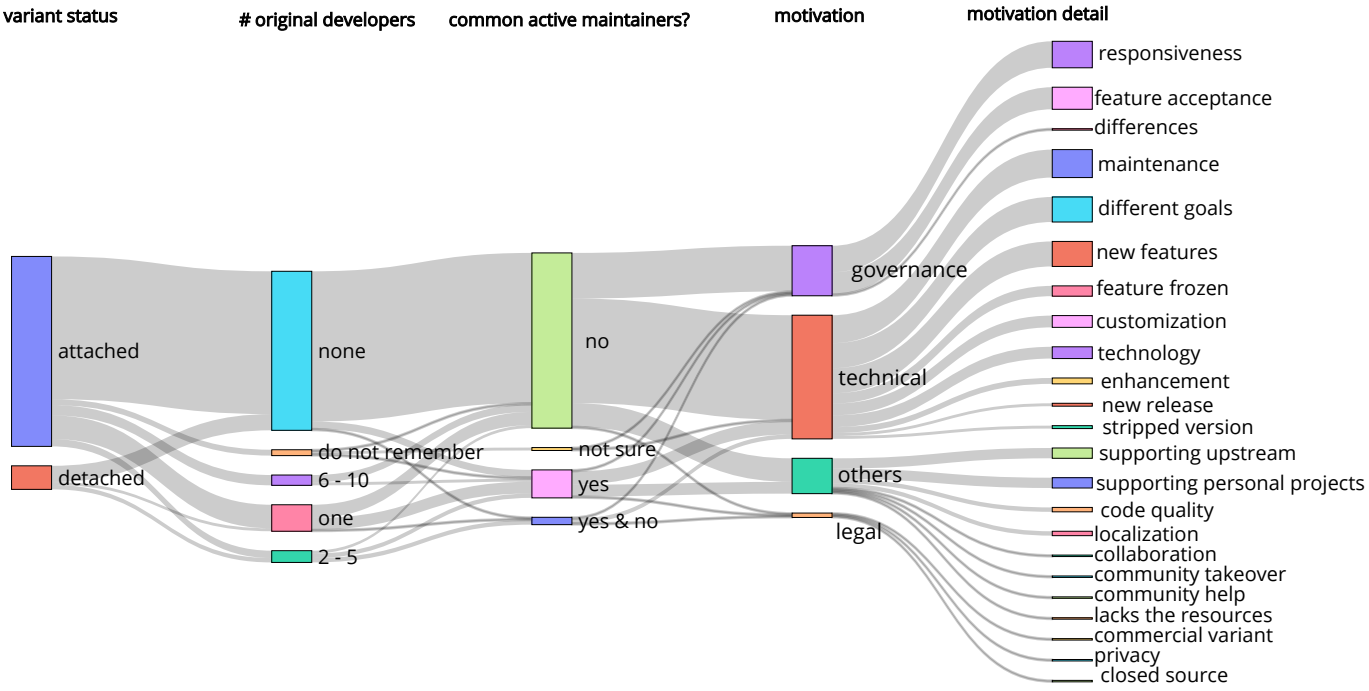 variant status
# original developers
common active maintainers?
motivation
motivation detail
attached
detached
none
do not remember
6 - 10
one
2 - 5
no
not sure
yes
yes & no
governance
technical
others
legal
responsiveness
feature acceptance
differences
maintenance
different goals
new features
feature frozen
customization
technology
enhancement
new release
stripped version
supporting upstream
supporting personal projects
code quality
localization
collaboration
community takeover
community help
lacks the resources
commercial variant
privacy
closed source